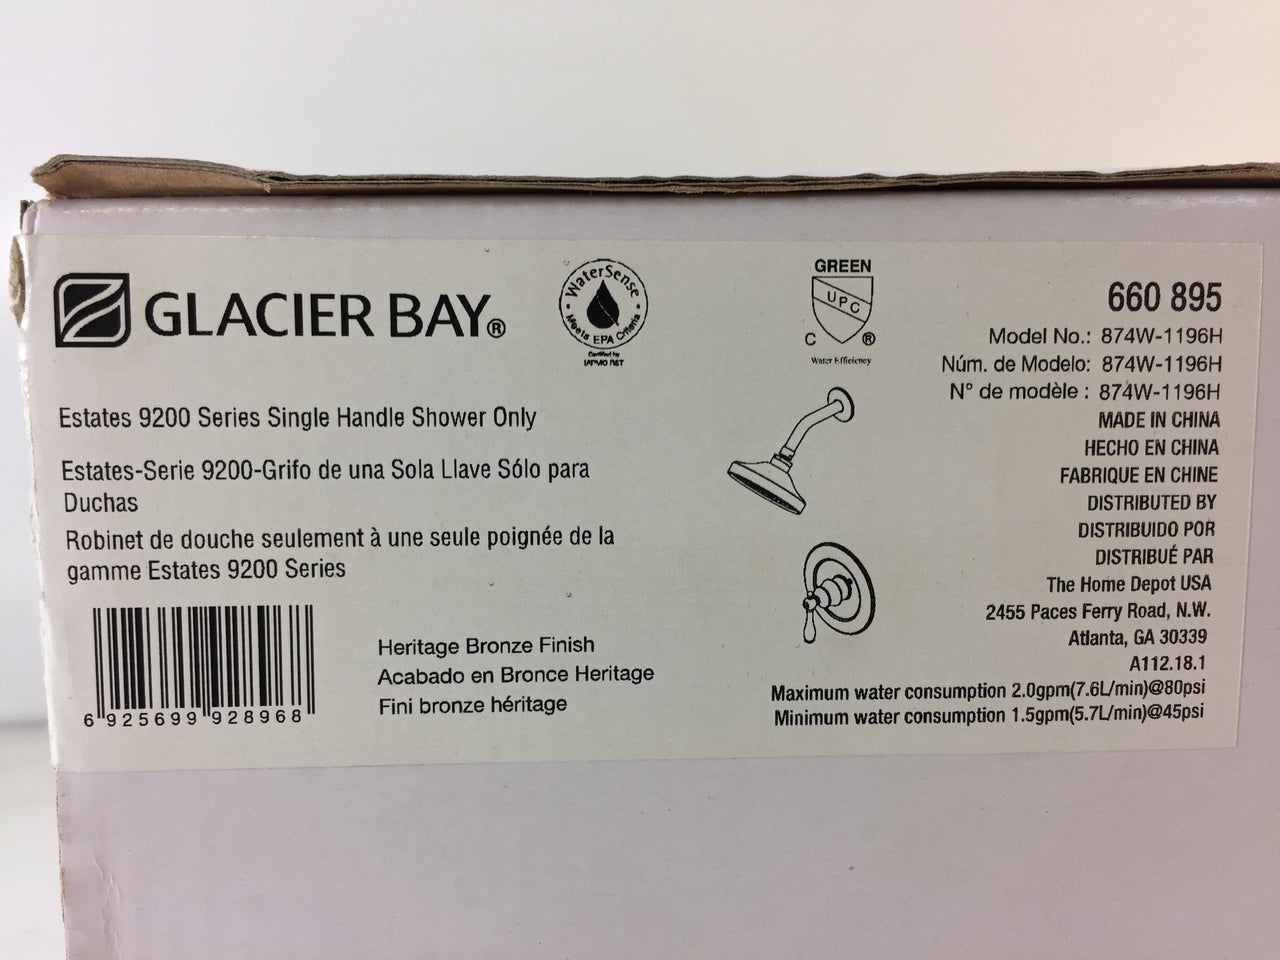 GLACIER BAY®
WaterSense
Meets EPA Criteria
Certified by
IAPMO R&T
GREEN
UPC
C ®
Water Efficiency
660 895
Model No.: 874W-1196H
Núm. de Modelo: 874W-1196H
N° de modèle : 874W-1196H
MADE IN CHINA
HECHO EN CHINA
FABRIQUE EN CHINE
DISTRIBUTED BY
DISTRIBUIDO POR
DISTRIBUÉ PAR
The Home Depot USA
2455 Paces Ferry Road, N.W.
Atlanta, GA 30339
A112.18.1
Maximum water consumption 2.0gpm(7.6L/min)@80psi
Minimum water consumption 1.5gpm(5.7L/min)@45psi
Estates 9200 Series Single Handle Shower Only
Estates-Serie 9200-Grifo de una Sola Llave Sólo para
Duchas
Robinet de douche seulement à une seule poignée de la
gamme Estates 9200 Series
Heritage Bronze Finish
Acabado en Bronce Heritage
Fini bronze héritage
6 925699 928968